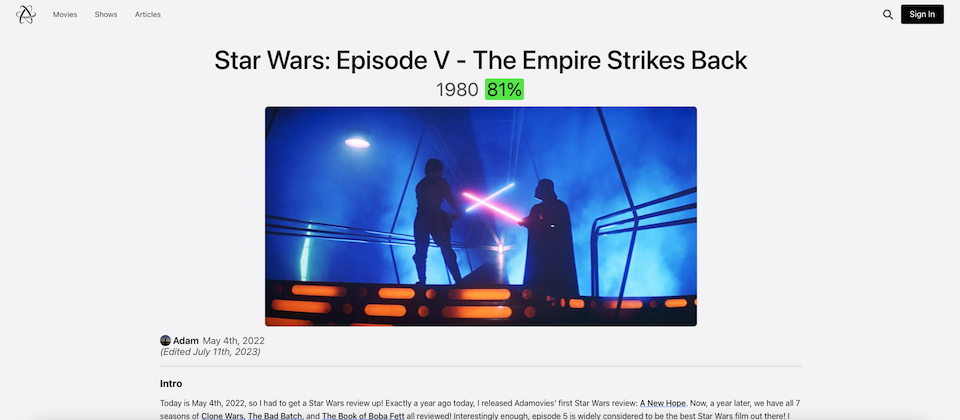 Movies Shows Articles Sign In
Star Wars: Episode V - The Empire Strikes Back
1980 81%
Adam May 4th, 2022
(Edited July 11th, 2023)
Intro
Today is May 4th, 2022, so I had to get a Star Wars review up! Exactly a year ago today, I released Adamovies' first Star Wars review: A New Hope. Now, a year later, we have all 7
seasons of Clone Wars, The Bad Batch, and The Book of Boba Fett all reviewed! Interestingly enough, episode 5 is widely considered to be the best Star Wars film out there! I